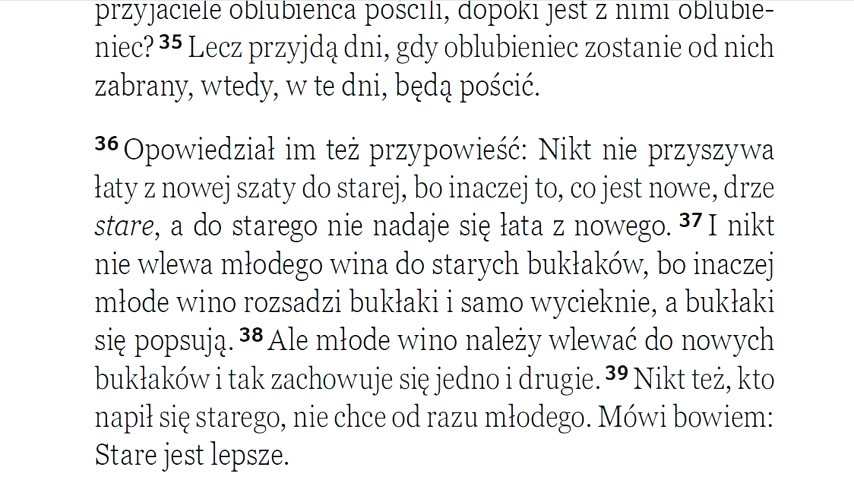 przyjaciele oblubieńca pościli, dopóki jest z nimi oblubie-
niec? 35 Lecz przyjdą dni, gdy oblubieniec zostanie od nich
zabrany, wtedy, w te dni, będą pościć.
36 Opowiedział im też przypowieść: Nikt nie przyszywa
łaty z nowej szaty do starej, bo inaczej to, co jest nowe, drze
stare, a do starego nie nadaje się łata z nowego. 37 I nikt
nie wlewa młodego wina do starych bukłaków, bo inaczej
młode wino rozsadzi bukłaki i samo wycieknie, a bukłaki
się popsują. 38 Ale młode wino należy wlewać do nowych
bukłaków i tak zachowuje się jedno i drugie. 39 Nikt też, kto
napił się starego, nie chce od razu młodego. Mówi bowiem:
Stare jest lepsze.